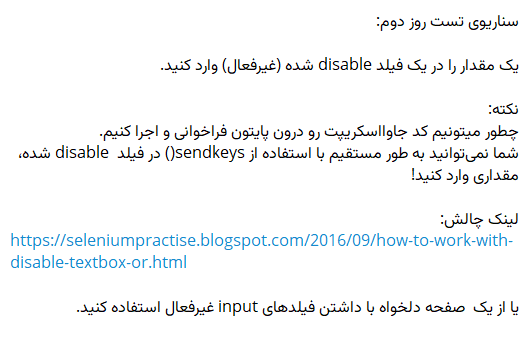 سناریوی تست روز دوم:
یک مقدار را در یک فیلد disable شده (غیرفعال) وارد کنید.
نکته:
چطور میتونیم کد جاوااسکریپت رو درون پایتون فراخوانی و اجرا کنیم.
شما نمی‌توانید به طور مستقیم با استفاده از sendkeys() در فیلد disable شده،
مقداری وارد کنید!
لینک چالش:
https://seleniumpractise.blogspot.com/2016/09/how-to-work-with-
disable-textbox-or.html
یا از یک صفحه دلخواه با داشتن فیلدهای input غیرفعال استفاده کنید.